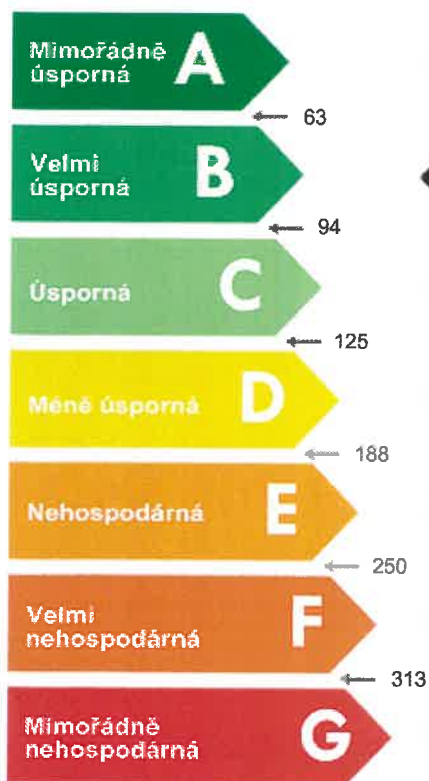 Mimořádně
úsporná A
63
Velmi
úsporná B
94
Úsporná C
125
Méně úsporná D
188
Nehospodárná E
250
Velmi
nehospodárná F
313
Mimořádně
nehospodárná G